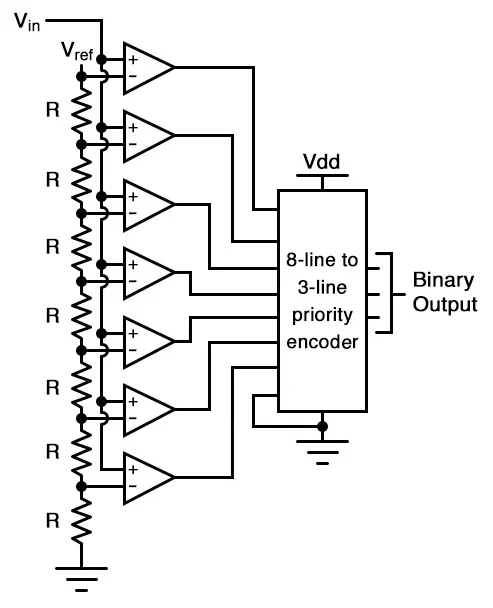 Vin
Vref
+
−
R
+
−
R
+
−
R
+
−
R
+
−
R
+
−
R
+
−
R
Vdd
8-line to
3-line
priority
encoder
Binary
Output